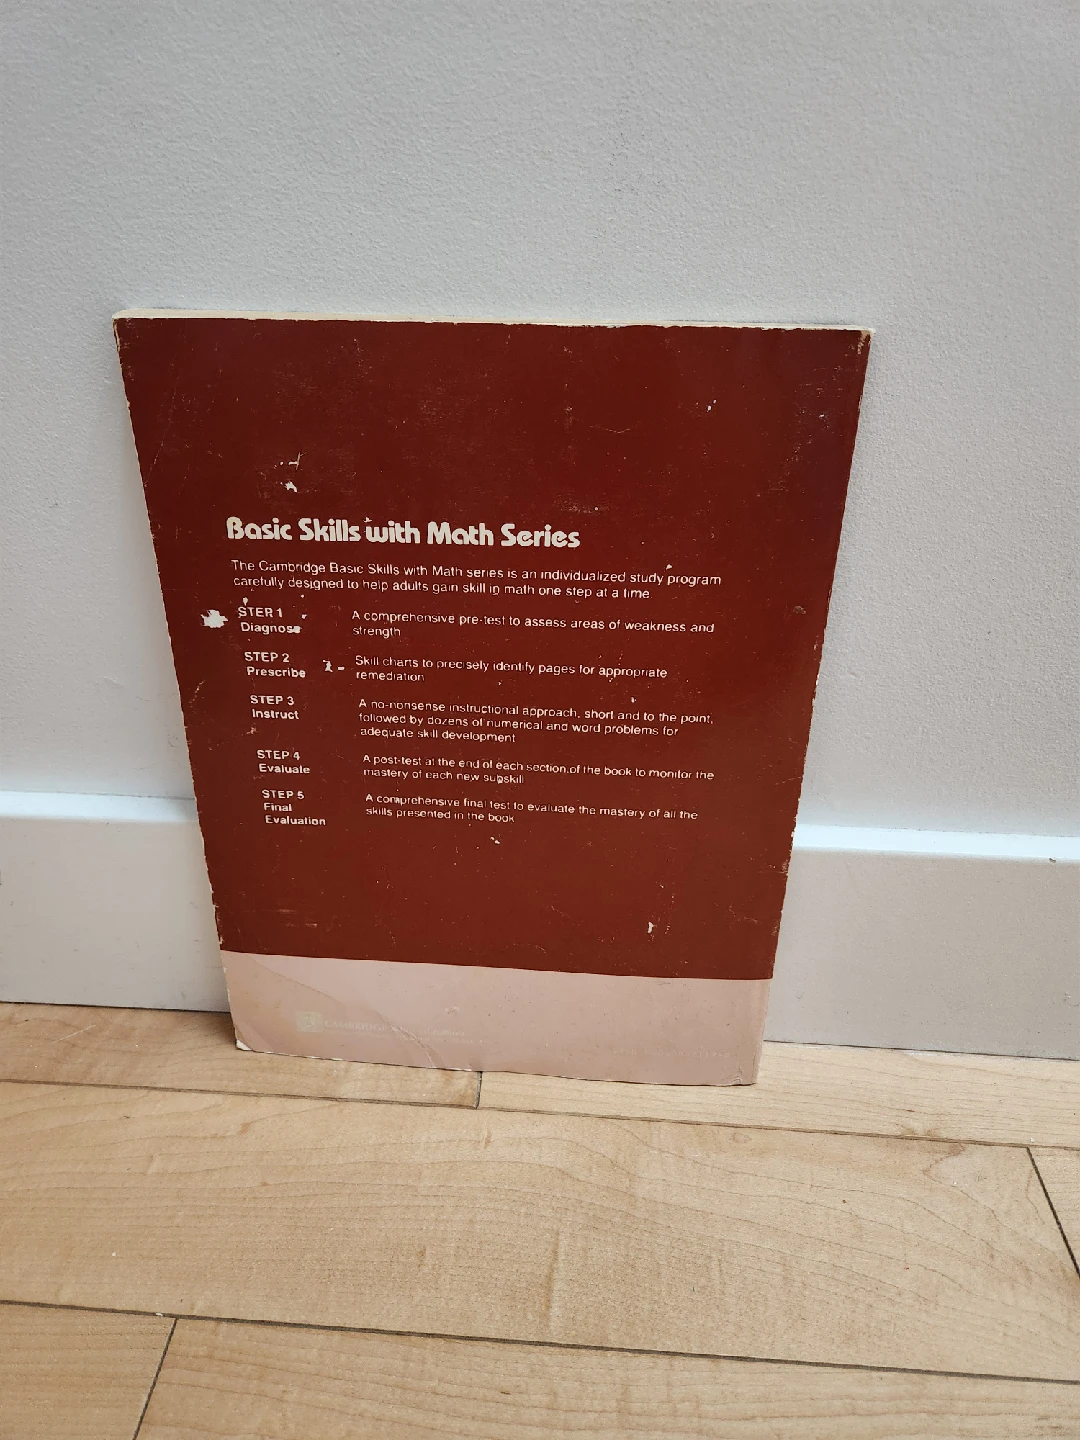 Basic Skills with Math Series
The Cambridge Basic Skills with Math series is an individualized study program
carefully designed to help adults gain skill in math one step at a time
STEP 1
Diagnose
A comprehensive pre-test to assess areas of weakness and
strength
STEP 2
Prescribe
Skill charts to precisely identify pages for appropriate
remediation
STEP 3
Instruct
A no-nonsense instructional approach, short and to the point,
followed by dozens of numerical and word problems for
adequate skill development
STEP 4
Evaluate
A post-test at the end of each section of the book to monitor the
mastery of each new subskill
STEP 5
Final
Evaluation
A comprehensive final test to evaluate the mastery of all the
skills presented in the book
CAMBRIDGE